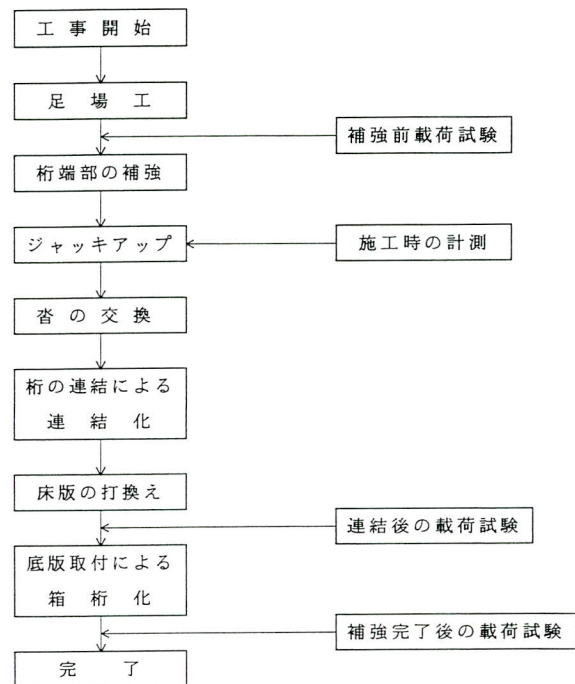 工事開始
足場工
補強前載荷試験
桁端部の補強
ジャッキアップ
施工時の計測
沓の交換
桁の連結による
連結化
床版の打換え
連結後の載荷試験
底版取付による
箱桁化
補強完了後の載荷試験
完了